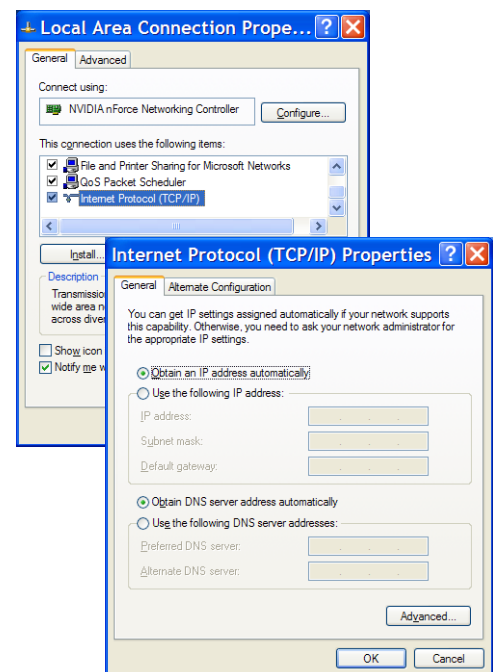 Local Area Connection Prope...
General Advanced
Connect using:
NVIDIA nForce Networking Controller Configure...
This connection uses the following items:
File and Printer Sharing for Microsoft Networks
QoS Packet Scheduler
Internet Protocol (TCP/IP)
Install...
Description
Transmission
wide area n
across diver
Show icon
Notify me w
Internet Protocol (TCP/IP) Properties
General Alternate Configuration
You can get IP settings assigned automatically if your network supports
this capability. Otherwise, you need to ask your network administrator for
the appropriate IP settings.
Obtain an IP address automatically
Use the following IP address:
IP address:
Subnet mask:
Default gateway:
Obtain DNS server address automatically
Use the following DNS server addresses:
Preferred DNS server:
Alternate DNS server:
Advanced...
OK Cancel